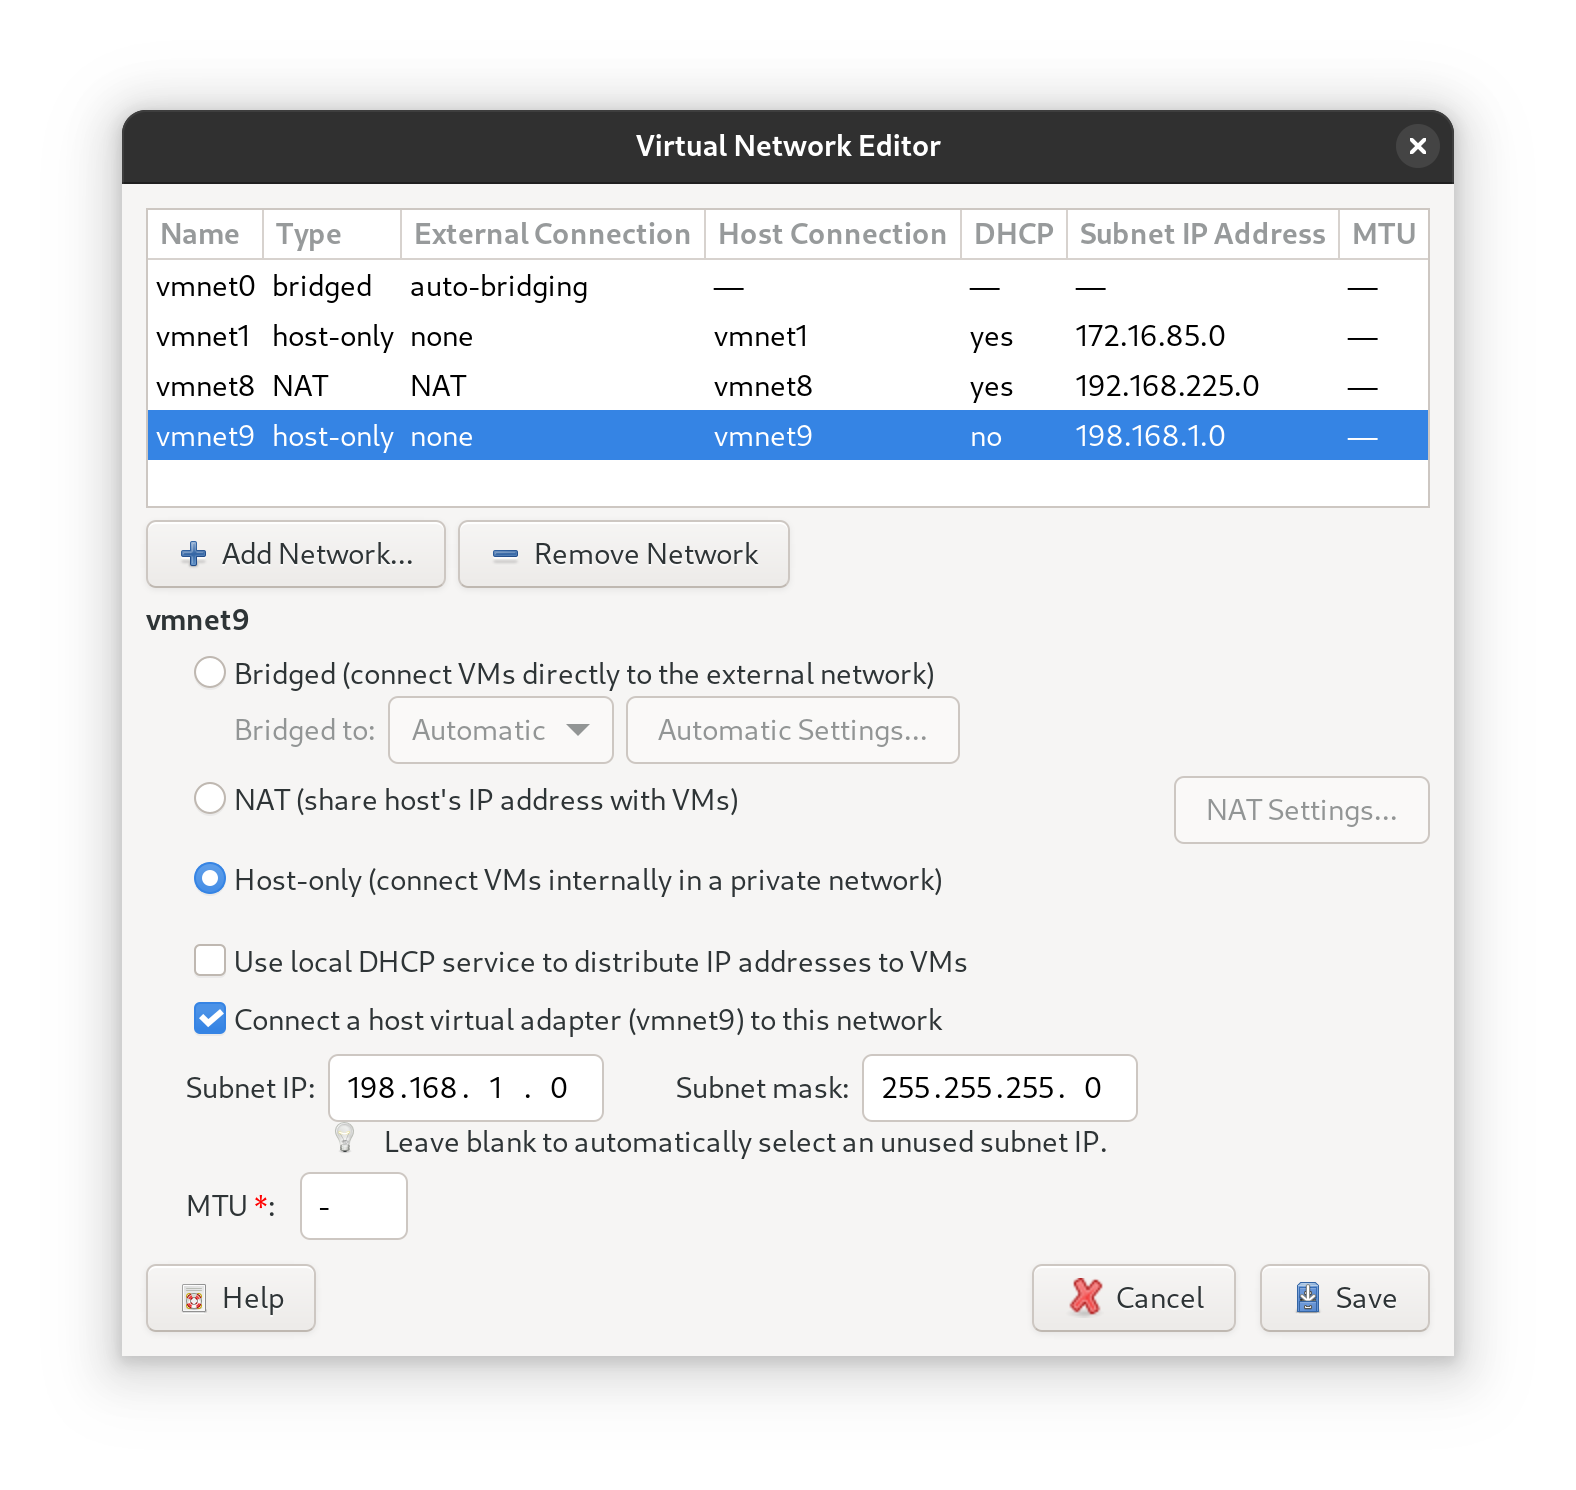 Virtual Network Editor
Name Type External Connection Host Connection DHCP Subnet IP Address MTU
vmnet0 bridged auto-bridging — — — —
vmnet1 host-only none vmnet1 yes 172.16.85.0 —
vmnet8 NAT NAT vmnet8 yes 192.168.225.0 —
vmnet9 host-only none vmnet9 no 198.168.1.0 —
Add Network... Remove Network
vmnet9
Bridged (connect VMs directly to the external network)
Bridged to: Automatic Automatic Settings...
NAT (share host's IP address with VMs) NAT Settings...
Host-only (connect VMs internally in a private network)
Use local DHCP service to distribute IP addresses to VMs
Connect a host virtual adapter (vmnet9) to this network
Subnet IP: 198.168. 1 . 0 Subnet mask: 255.255.255. 0
Leave blank to automatically select an unused subnet IP.
MTU *: -
Help Cancel Save